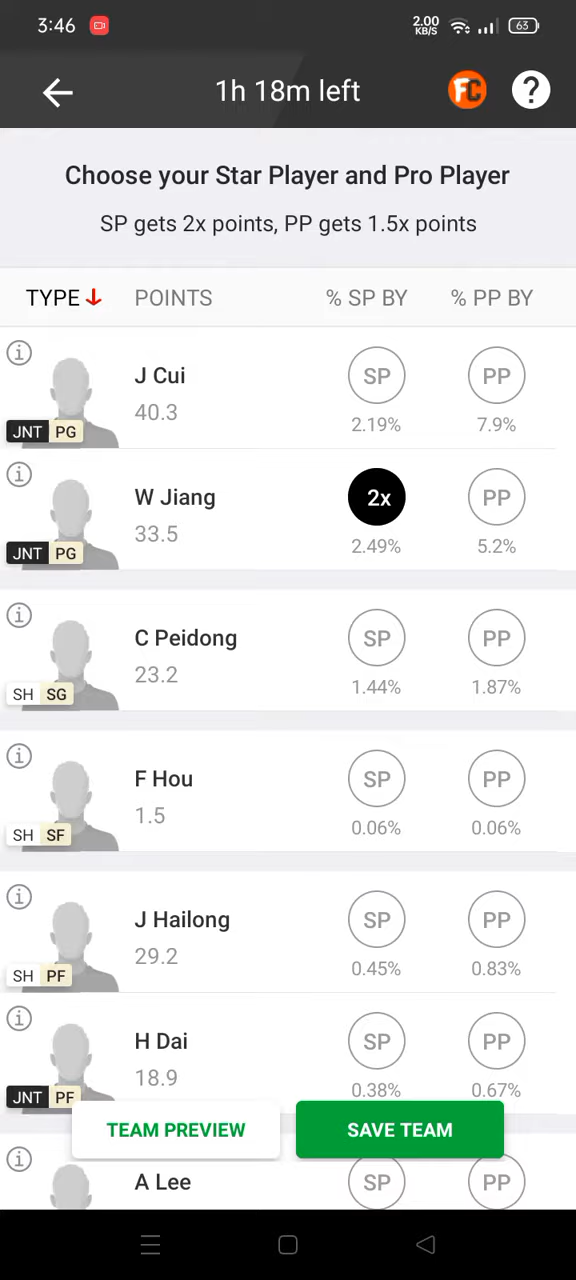 3:46
2.00 KB/S
63
1h 18m left
FC
?
Choose your Star Player and Pro Player
SP gets 2x points, PP gets 1.5x points
TYPE POINTS % SP BY % PP BY
J Cui
40.3
SP
2.19%
PP
7.9%
JNT PG
W Jiang
33.5
2x
2.49%
PP
5.2%
JNT PG
C Peidong
23.2
SP
1.44%
PP
1.87%
SH SG
F Hou
1.5
SP
0.06%
PP
0.06%
SH SF
J Hailong
29.2
SP
0.45%
PP
0.83%
SH PF
H Dai
18.9
SP
0.38%
PP
0.67%
JNT PF
TEAM PREVIEW
SAVE TEAM
A Lee
SP
PP